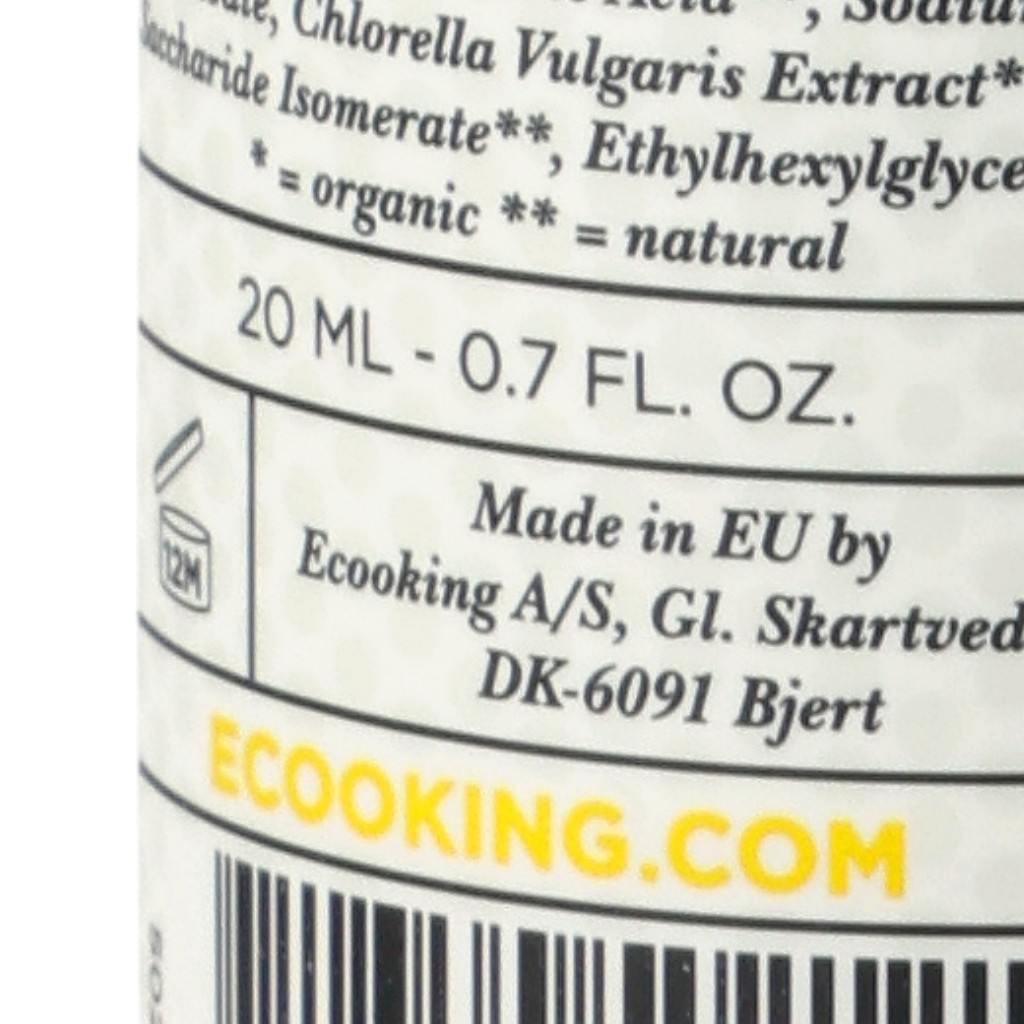 Chlorella Vulgaris Extract*
Isomerate**, Ethylhexylglyce
* = organic ** = natural
20 ML - 0.7 FL. OZ.
12M
Made in EU by
Ecooking A/S, Gl. Skartved
DK-6091 Bjert
ECOOKING.COM